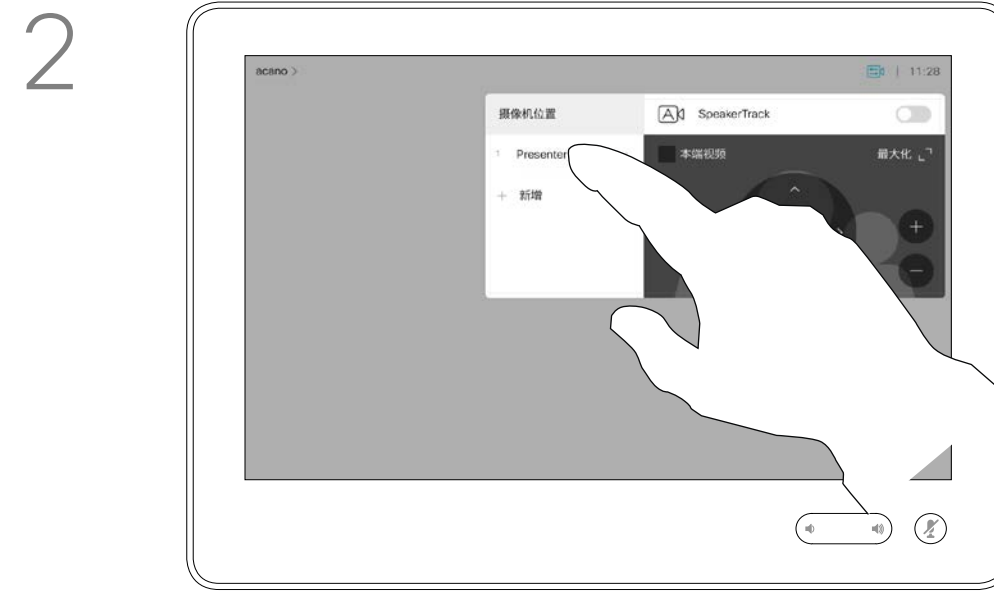 2
acano >
11:28
摄像机位置
SpeakerTrack
1 Presenter
本端视频
最大化
+ 新增